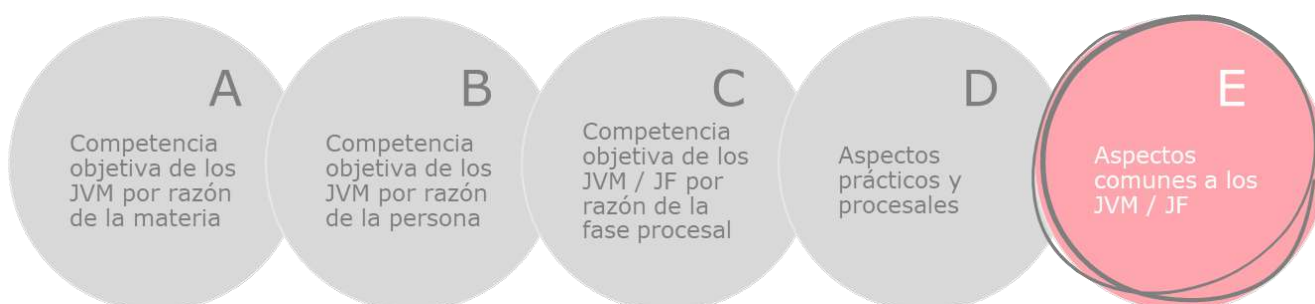 A
Competencia
objetiva de los
JVM por razón
de la materia
B
Competencia
objetiva de los
JVM por razón
de la persona
C
Competencia
objetiva de los
JVM / JF por
razón de la
fase procesal
D
Aspectos
prácticos y
procesales
E
Aspectos
comunes a los
JVM / JF